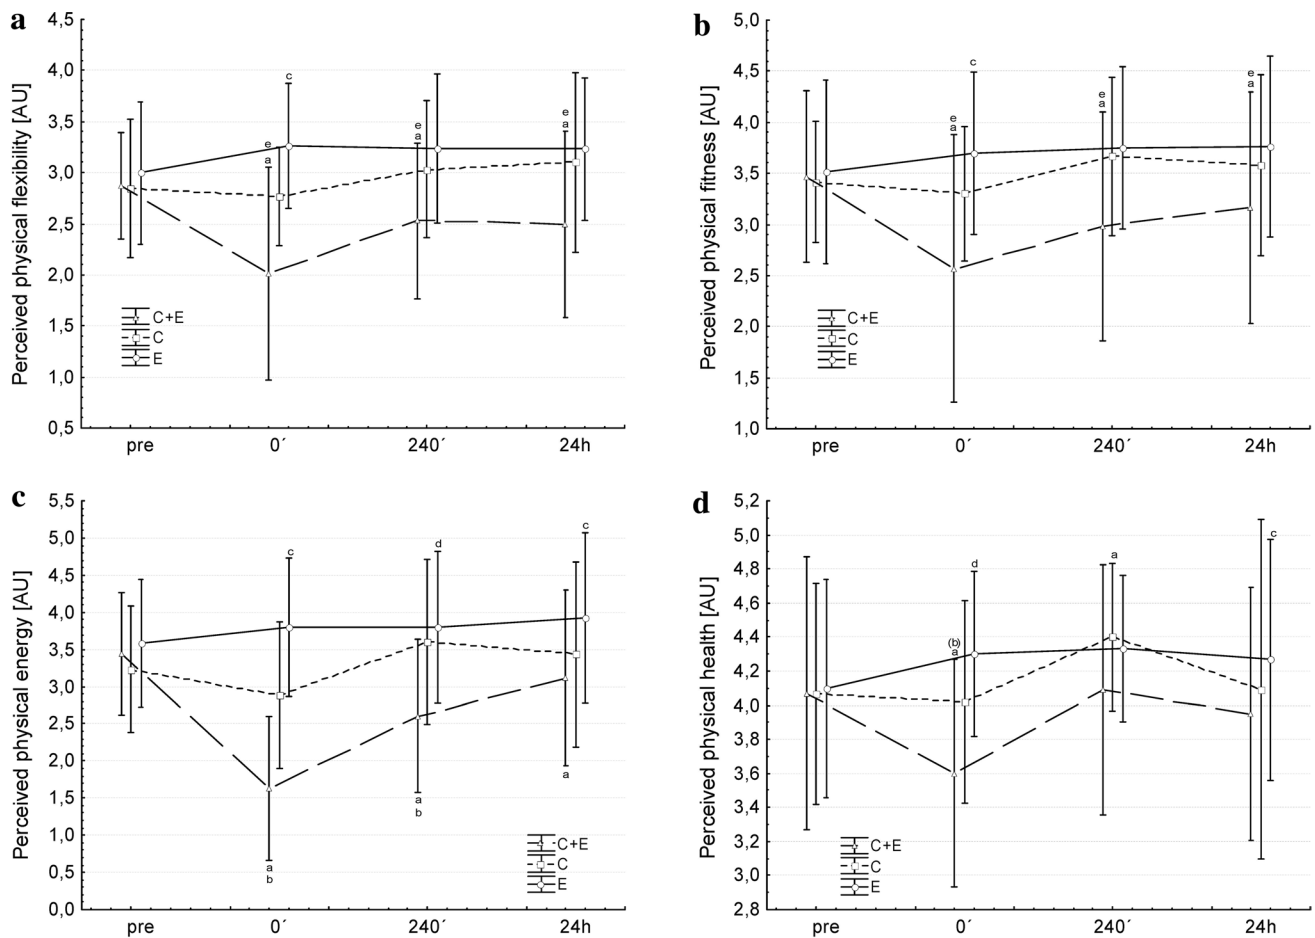 a
Perceived physical flexibility [AU]
4,5
4,0
3,5
3,0
2,5
2,0
1,5
1,0
0,5
c
e
a
e
a
e
a
C+E
C
E
pre 0´ 240´ 24h
b
Perceived physical fitness [AU]
5,0
4,5
4,0
3,5
3,0
2,5
2,0
1,5
1,0
c
e
a
e
a
e
a
C+E
C
E
pre 0´ 240´ 24h
c
Perceived physical energy [AU]
5,5
5,0
4,5
4,0
3,5
3,0
2,5
2,0
1,5
1,0
0,5
0,0
c
d
c
a
b
a
b
a
C+E
C
E
pre 0´ 240´ 24h
d
Perceived physical health [AU]
5,2
5,0
4,8
4,6
4,4
4,2
4,0
3,8
3,6
3,4
3,2
3,0
2,8
(b)
a
d
a
c
C+E
C
E
pre 0´ 240´ 24h